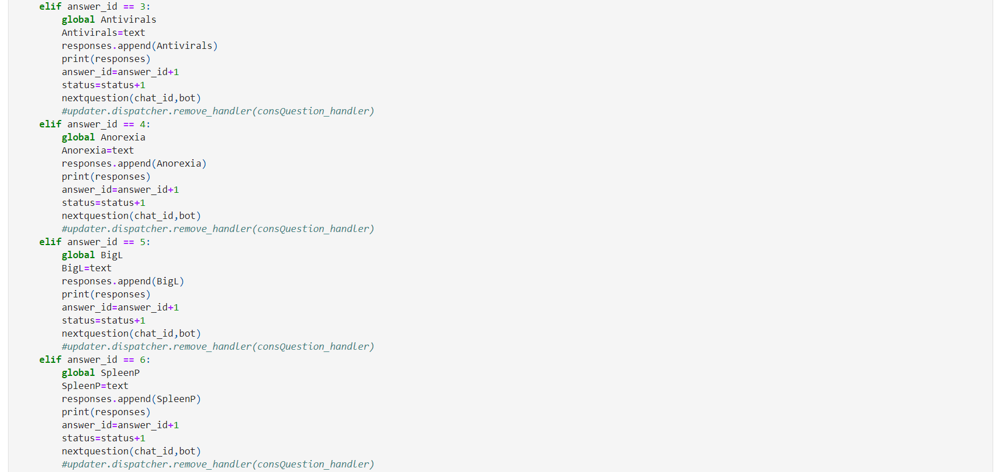 elif answer_id == 3:
global Antivirals
Antivirals=text
responses.append(Antivirals)
print(responses)
answer_id=answer_id+1
status=status+1
nextquestion(chat_id,bot)
#updater.dispatcher.remove_handler(consQuestion_handler)
elif answer_id == 4:
global Anorexia
Anorexia=text
responses.append(Anorexia)
print(responses)
answer_id=answer_id+1
status=status+1
nextquestion(chat_id,bot)
#updater.dispatcher.remove_handler(consQuestion_handler)
elif answer_id == 5:
global BigL
BigL=text
responses.append(BigL)
print(responses)
answer_id=answer_id+1
status=status+1
nextquestion(chat_id,bot)
#updater.dispatcher.remove_handler(consQuestion_handler)
elif answer_id == 6:
global SpleenP
SpleenP=text
responses.append(SpleenP)
print(responses)
answer_id=answer_id+1
status=status+1
nextquestion(chat_id,bot)
#updater.dispatcher.remove_handler(consQuestion_handler)